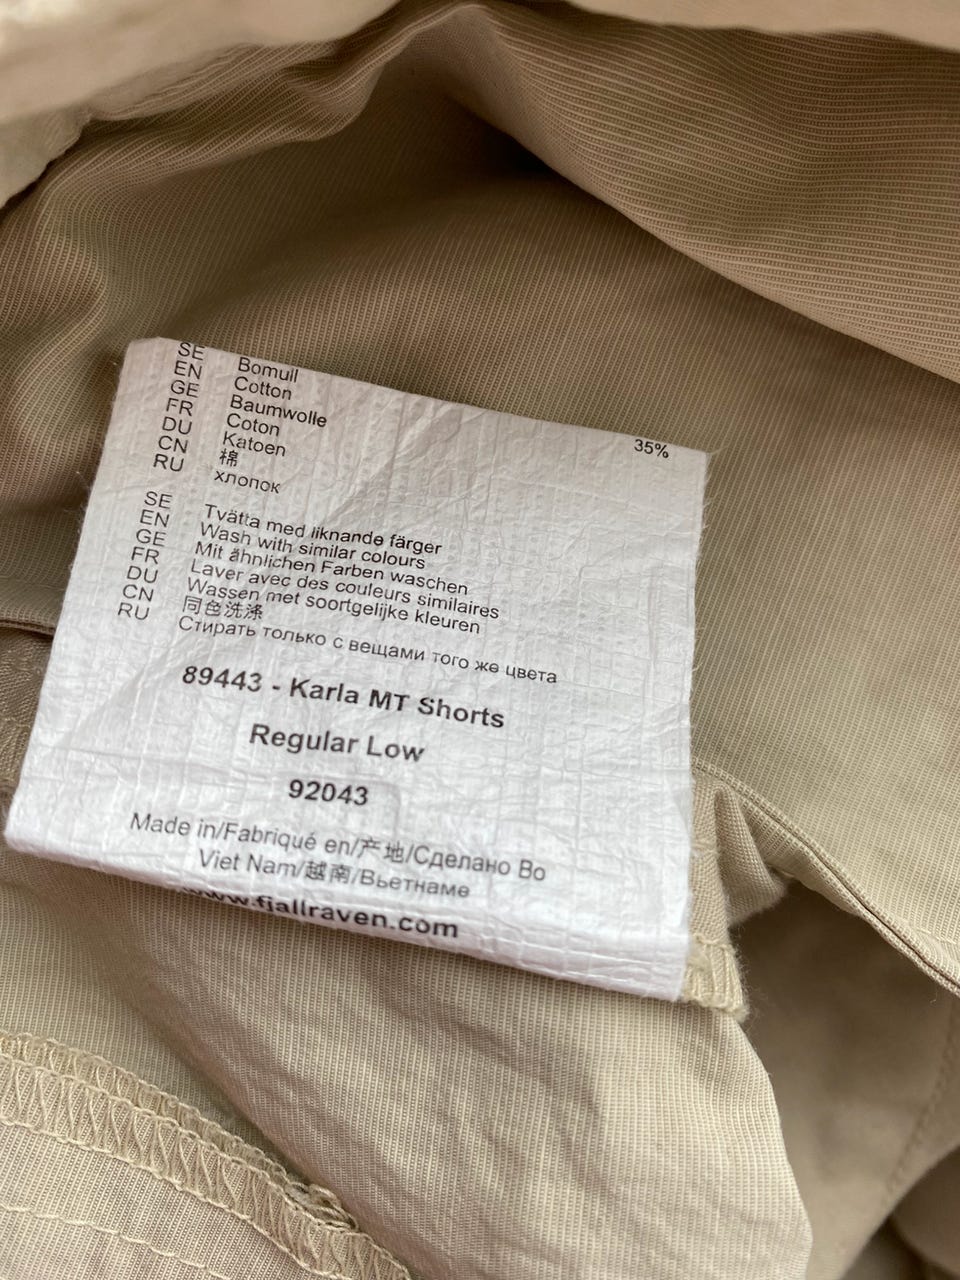 SE Bomull
EN Cotton
GE Baumwolle
FR Coton 35%
DU Katoen
CN 棉
RU хлопок
SE Tvätta med liknande färger
EN Wash with similar colours
GE Mit ähnlichen Farben waschen
FR Laver avec des couleurs similaires
DU Wassen met soortgelijke kleuren
CN 同色洗涤
RU Стирать только с вещами того же цвета
89443 - Karla MT Shorts
Regular Low
92043
Made in/Fabriqué en/产地/Сделано Во
Viet Nam/越南/Вьетнаме
www.fjallraven.com